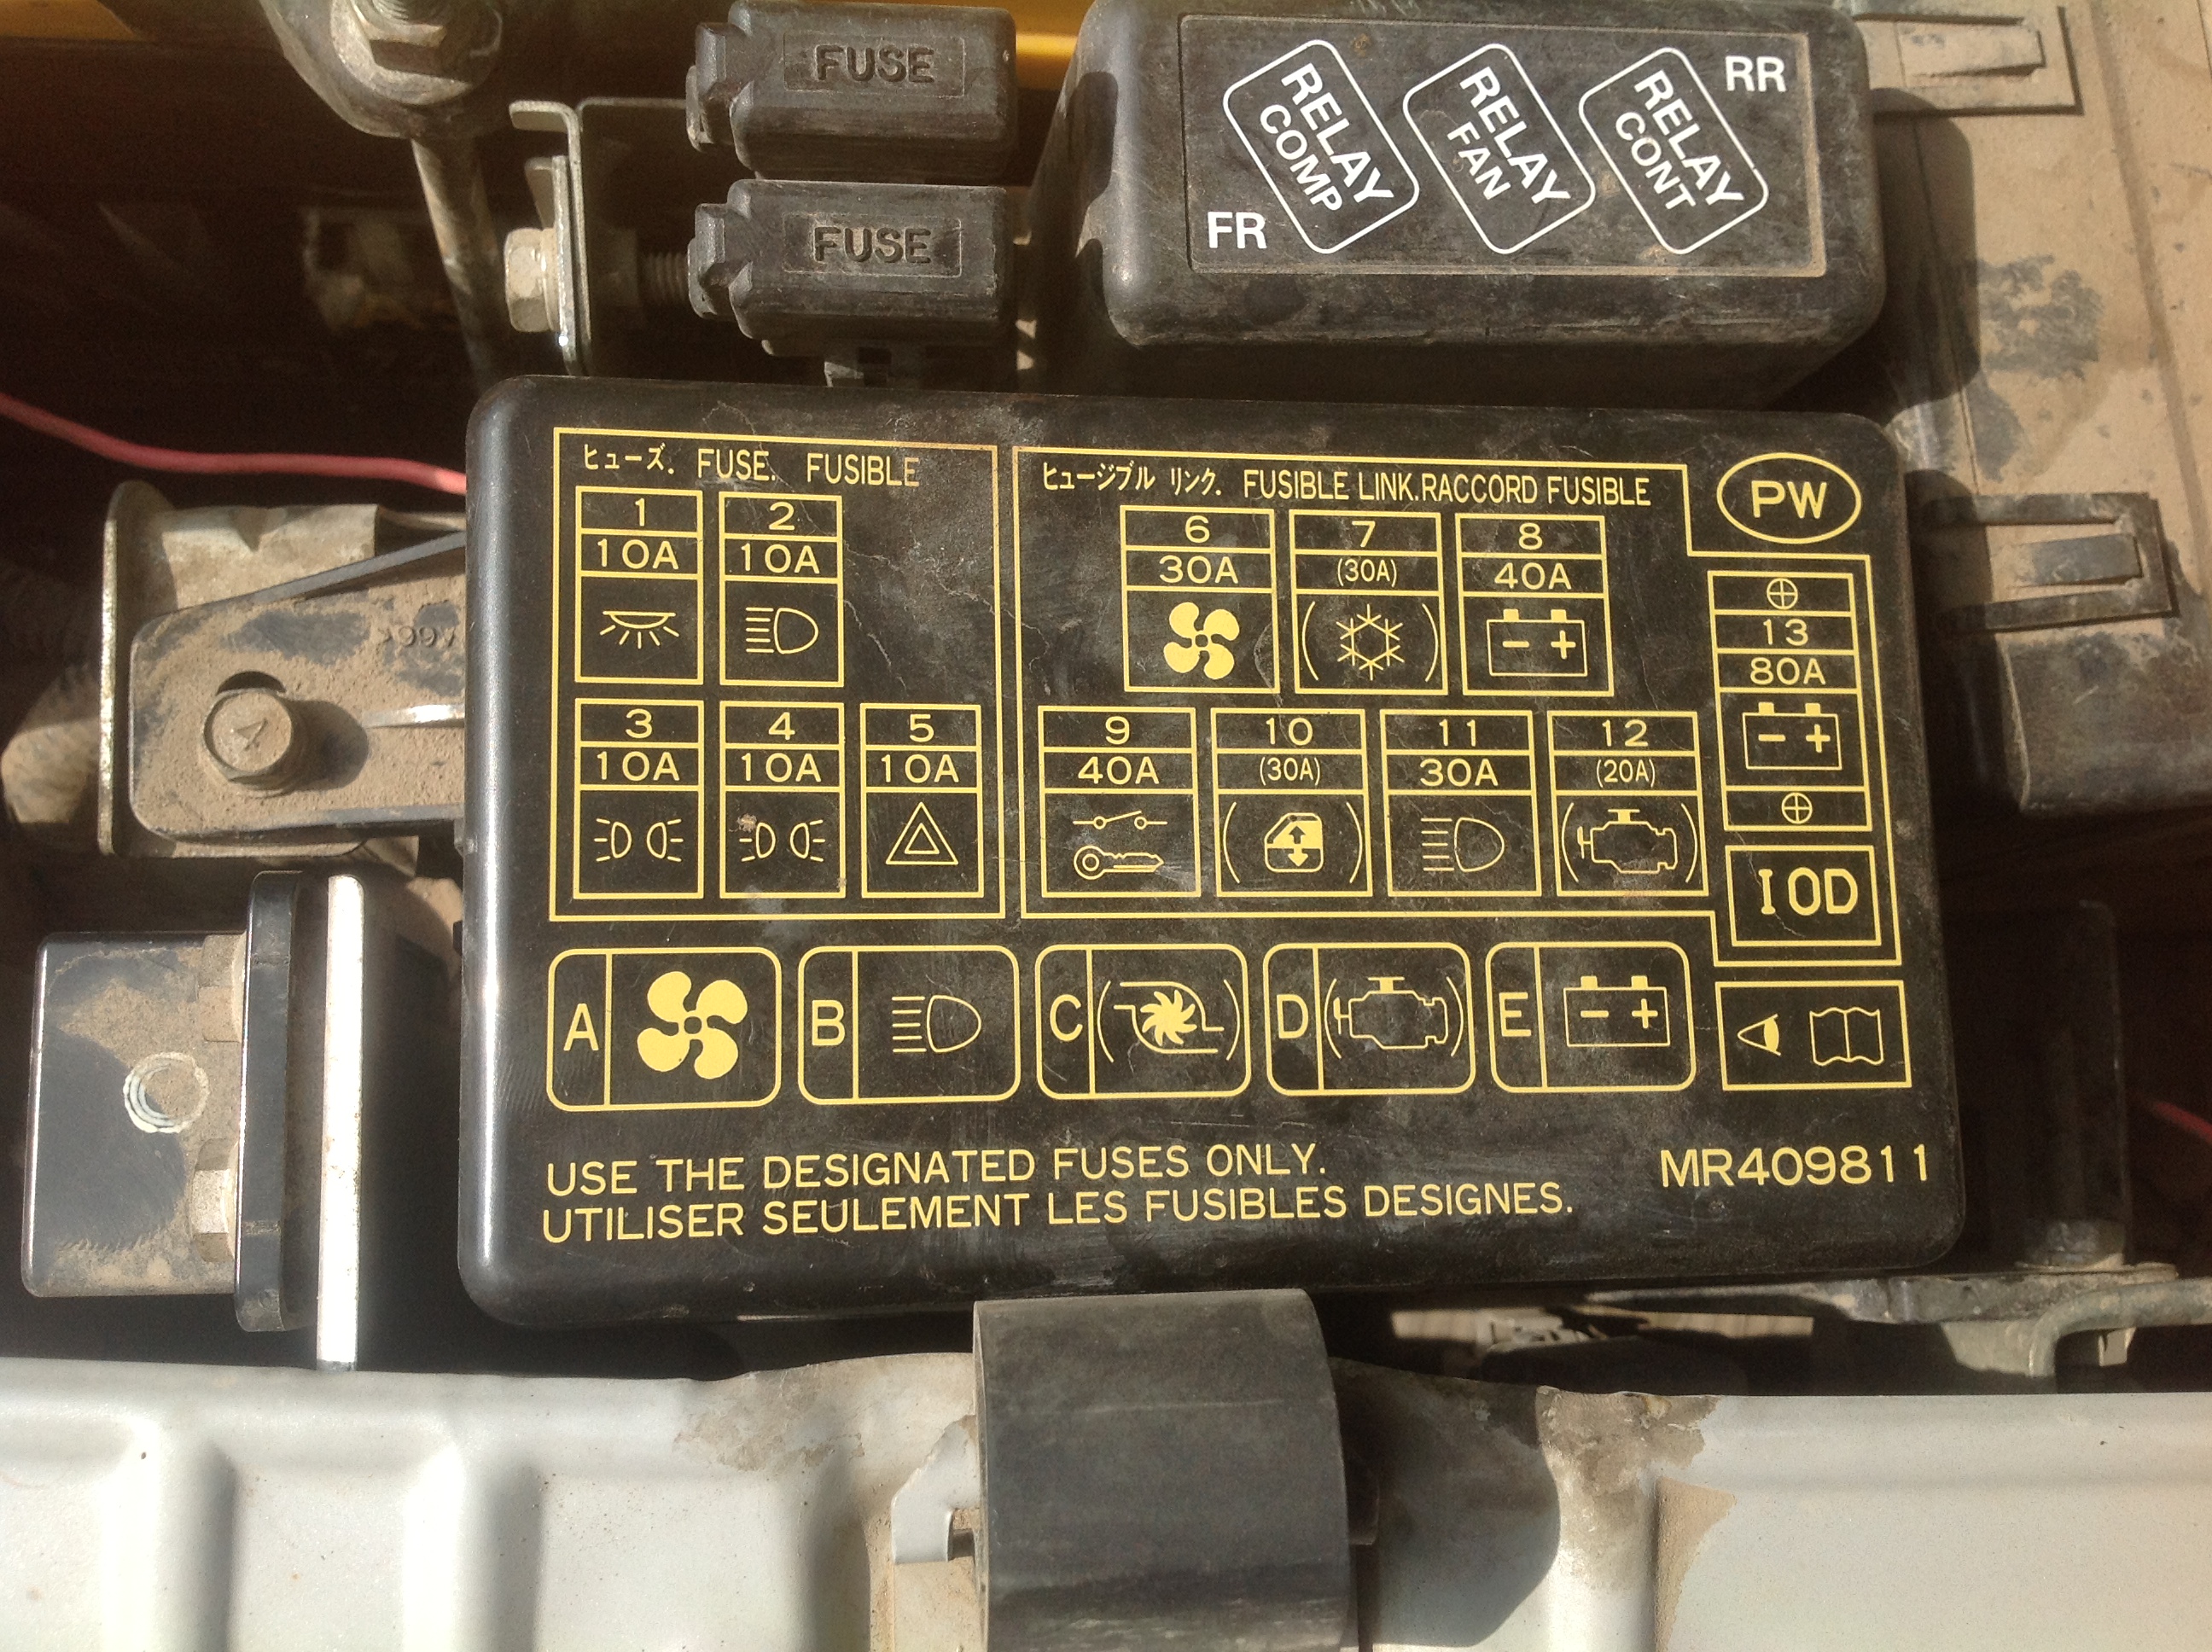 FUSE
FUSE
RELAY
COMP
RELAY
FAN
RELAY
CONT
RR
FR
ヒューズ. FUSE. FUSIBLE
1
10A
2
10A
3
10A
4
10A
5
10A
ヒュージブル リンク. FUSIBLE LINK.RACCORD FUSIBLE
6
30A
7
(30A)
8
40A
9
40A
10
(30A)
11
30A
12
(20A)
PW
13
80A
IOD
A
B
C
D
E
USE THE DESIGNATED FUSES ONLY.
UTILISER SEULEMENT LES FUSIBLES DESIGNES.
MR409811